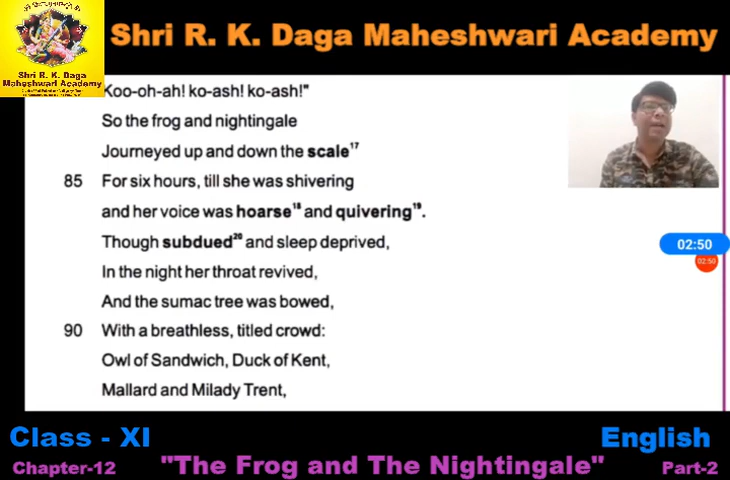 Shri R. K. Daga Maheshwari Academy
Shri R. K. Daga
Maheshwari Academy
Koo-oh-ah! ko-ash! ko-ash!"
So the frog and nightingale
Journeyed up and down the scale17
85 For six hours, till she was shivering
and her voice was hoarse18 and quivering19.
Though subdued20 and sleep deprived,
In the night her throat revived,
And the sumac tree was bowed,
90 With a breathless, titled crowd:
Owl of Sandwich, Duck of Kent,
Mallard and Milady Trent,
02:50
02:50
Class - XI
English
Chapter-12
"The Frog and The Nightingale"
Part-2